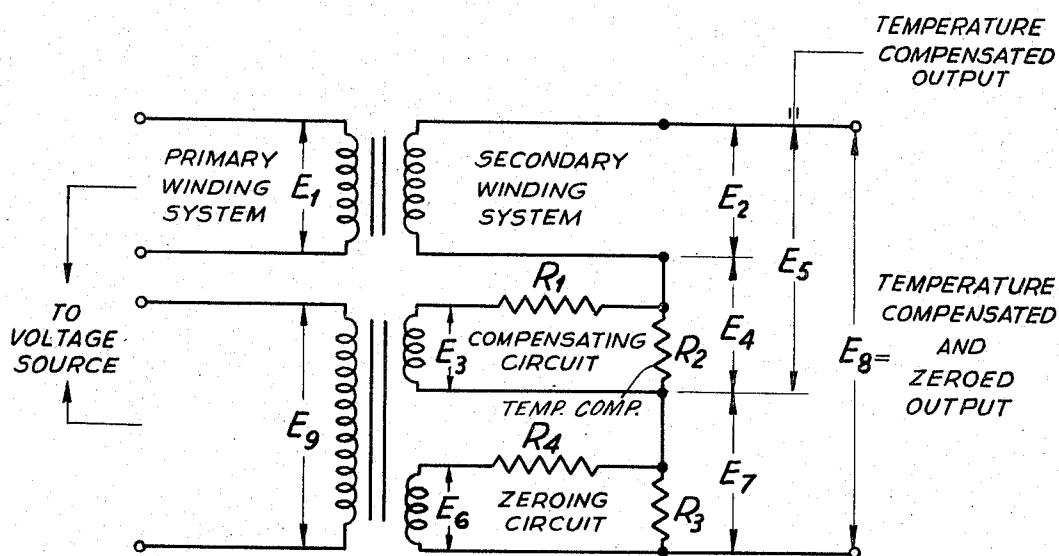 TEMPERATURE
COMPENSATED
OUTPUT
PRIMARY
WINDING
SYSTEM
E1
SECONDARY
WINDING
SYSTEM
E2
E5
TO
VOLTAGE
SOURCE
R1
E3
COMPENSATING
CIRCUIT
R2
E4
TEMP. COMP.
E8=
TEMPERATURE
COMPENSATED
AND
ZEROED
OUTPUT
E9
R4
E6
ZEROING
CIRCUIT
R3
E7